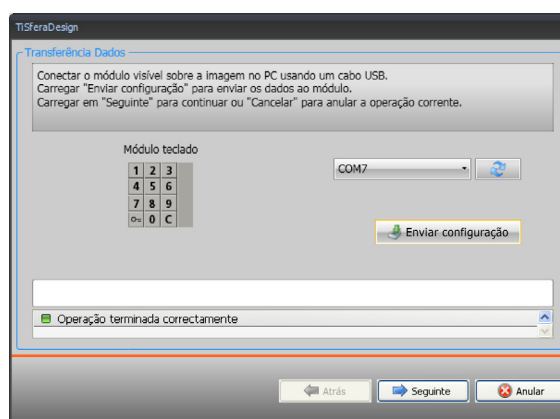 TiSferaDesign
Transferência Dados
Conectar o módulo visível sobre a imagem no PC usando um cabo USB.
Carregar "Enviar configuração" para enviar os dados ao módulo.
Carregar em "Seguinte" para continuar ou "Cancelar" para anular a operação corrente.
Módulo teclado
COM7
1 2 3
4 5 6
7 8 9
0 C
Enviar configuração
Operação terminada correctamente
Atrás
Seguinte
Anular